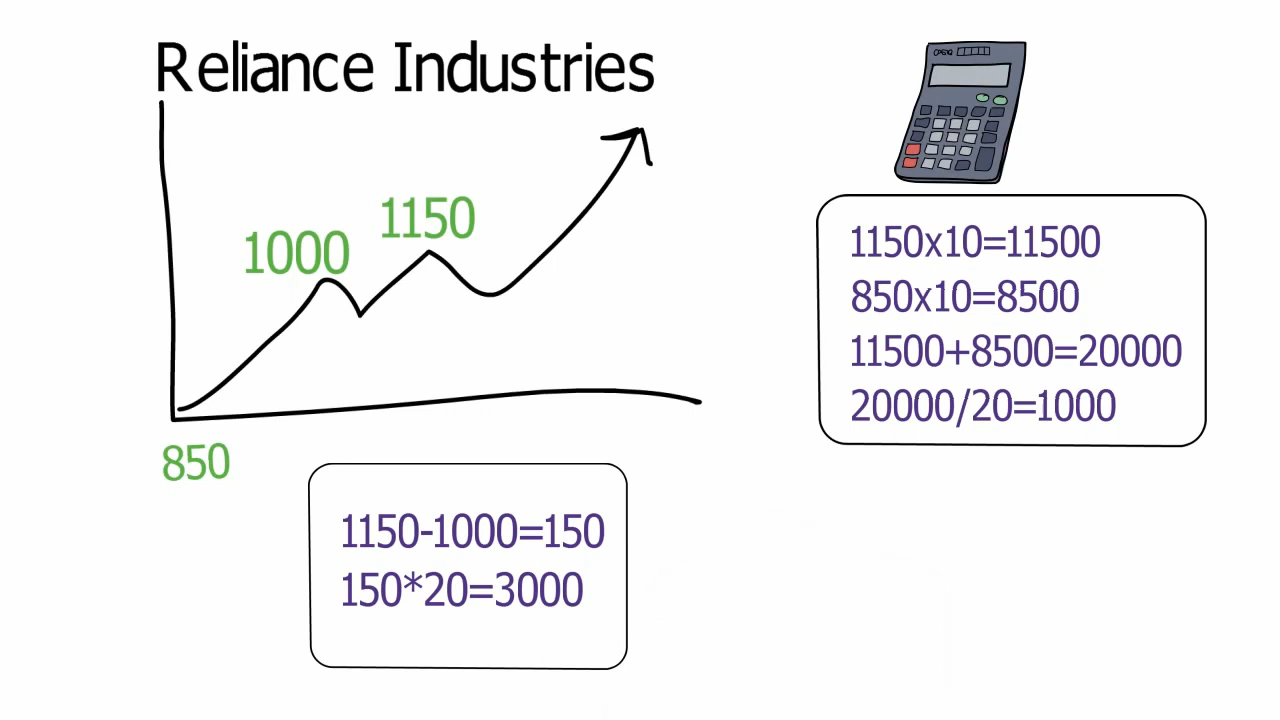 Reliance Industries
1000
1150
850
1150x10=11500
850x10=8500
11500+8500=20000
20000/20=1000
1150-1000=150
150*20=3000